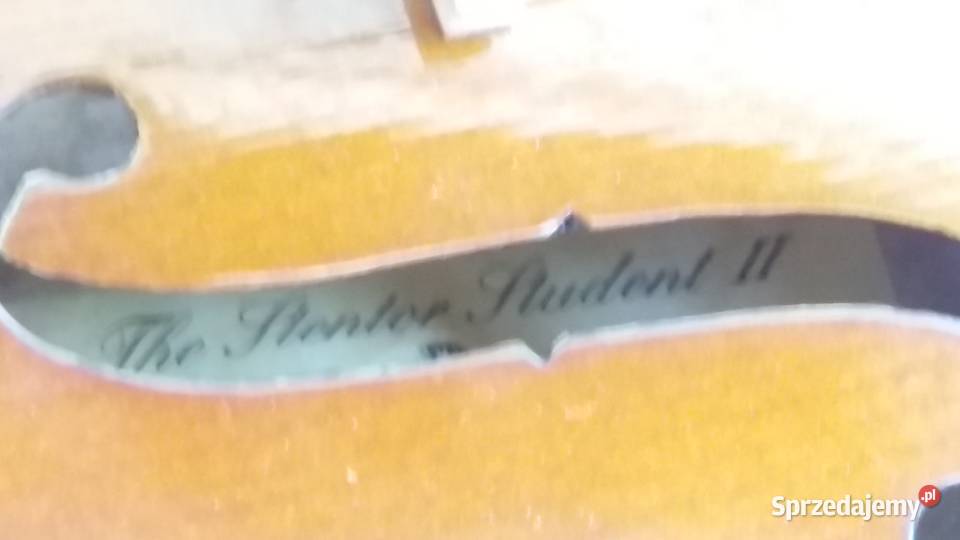 The Stentor Student II
Sprzedajemy.pl